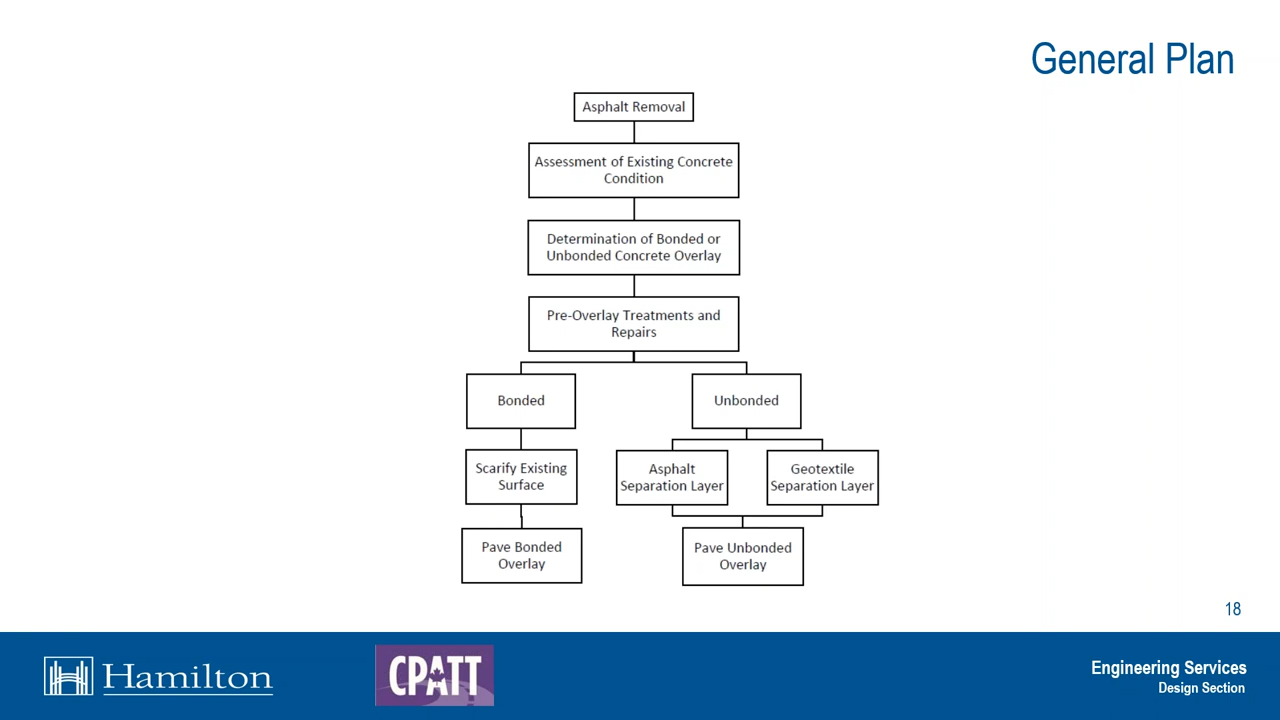 General Plan
Asphalt Removal
Assessment of Existing Concrete
Condition
Determination of Bonded or
Unbonded Concrete Overlay
Pre-Overlay Treatments and
Repairs
Bonded
Unbonded
Scarify Existing
Surface
Asphalt
Separation Layer
Geotextile
Separation Layer
Pave Bonded
Overlay
Pave Unbonded
Overlay
18
Hamilton
CPATT
Engineering Services
Design Section